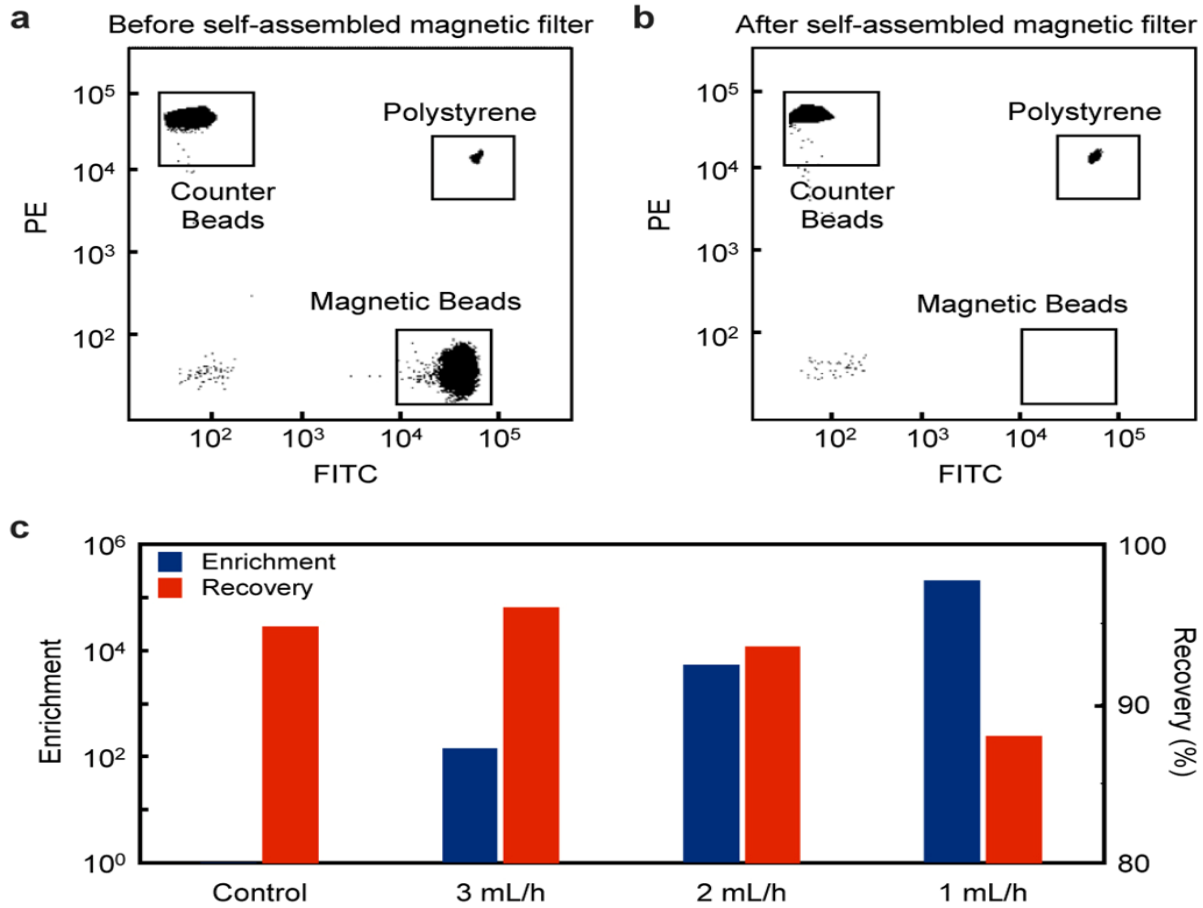 a
Before self-assembled magnetic filter
10⁵
10⁴
10³
10²
PE
Counter
Beads
Polystyrene
Magnetic Beads
10² 10³ 10⁴ 10⁵
FITC
b
After self-assembled magnetic filter
10⁵
10⁴
10³
10²
PE
Counter
Beads
Polystyrene
Magnetic Beads
10² 10³ 10⁴ 10⁵
FITC
c
Enrichment
Recovery
10⁶
10⁴
10²
10⁰
Enrichment
100
90
80
Recovery (%)
Control 3 mL/h 2 mL/h 1 mL/h